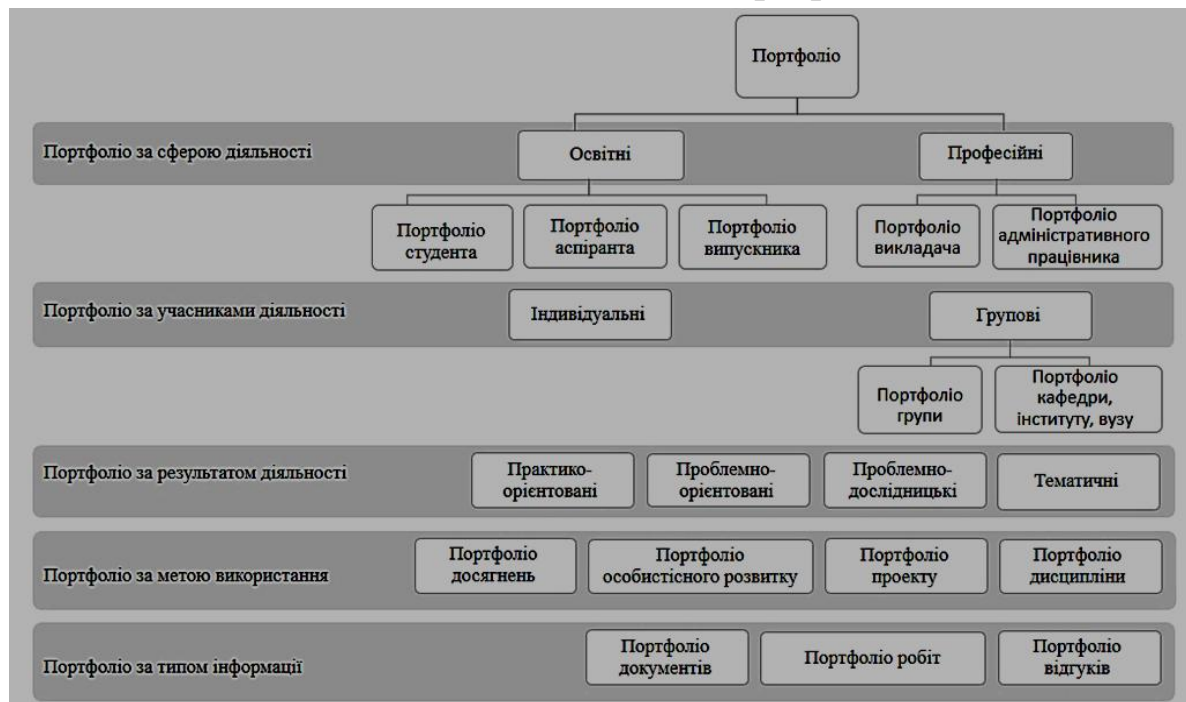 Портфоліо
Портфоліо за сферою діяльності
Освітні
Професійні
Портфоліо
студента
Портфоліо
аспіранта
Портфоліо
випускника
Портфоліо
викладача
Портфоліо
адміністративного
працівника
Портфоліо за учасниками діяльності
Індивідуальні
Групові
Портфоліо
групи
Портфоліо
кафедри,
інституту, вузу
Портфоліо за результатом діяльності
Практико-
орієнтовані
Проблемно-
орієнтовані
Проблемно-
дослідницькі
Тематичні
Портфоліо за метою використання
Портфоліо
досягнень
Портфоліо
особистісного розвитку
Портфоліо
проекту
Портфоліо
дисципліни
Портфоліо за типом інформації
Портфоліо
документів
Портфоліо робіт
Портфоліо
відгуків